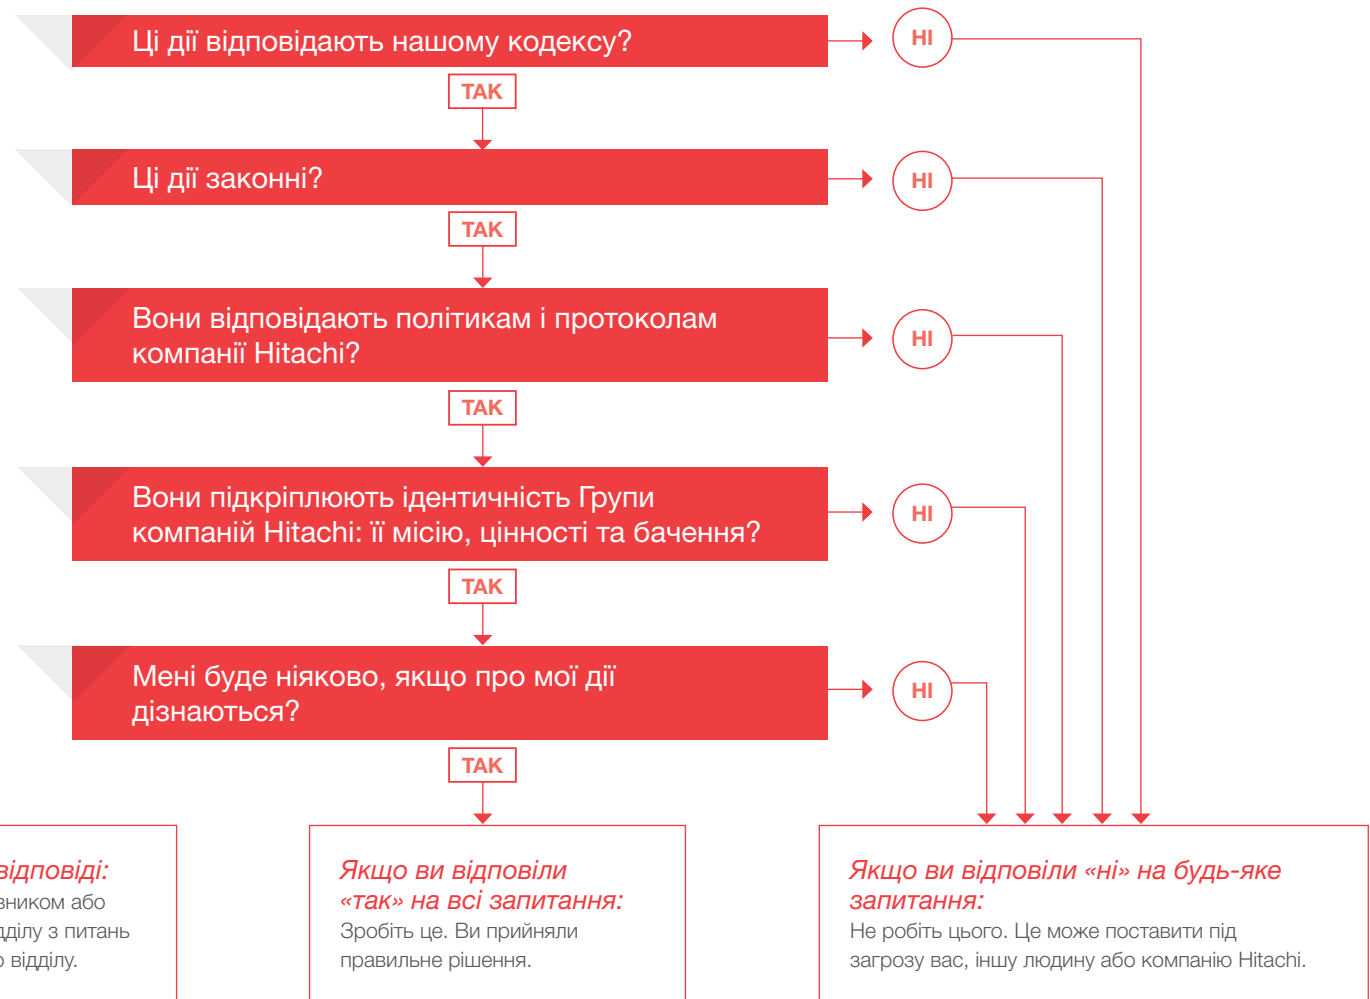 Ці дії відповідають нашому кодексу?
НІ
ТАК
Ці дії законні?
НІ
ТАК
Вони відповідають політикам і протоколам
компанії Hitachi?
НІ
ТАК
Вони підкріплюють ідентичність Групи
компаній Hitachi: її місію, цінності та бачення?
НІ
ТАК
Мені буде ніяково, якщо про мої дії
дізнаються?
НІ
ТАК
відповіді:
або
з питань
відділу.
Якщо ви відповіли
«так» на всі запитання:
Зробіть це. Ви прийняли
правильне рішення.
Якщо ви відповіли «ні» на будь-яке
запитання:
Не робіть цього. Це може поставити під
загрозу вас, іншу людину або компанію Hitachi.